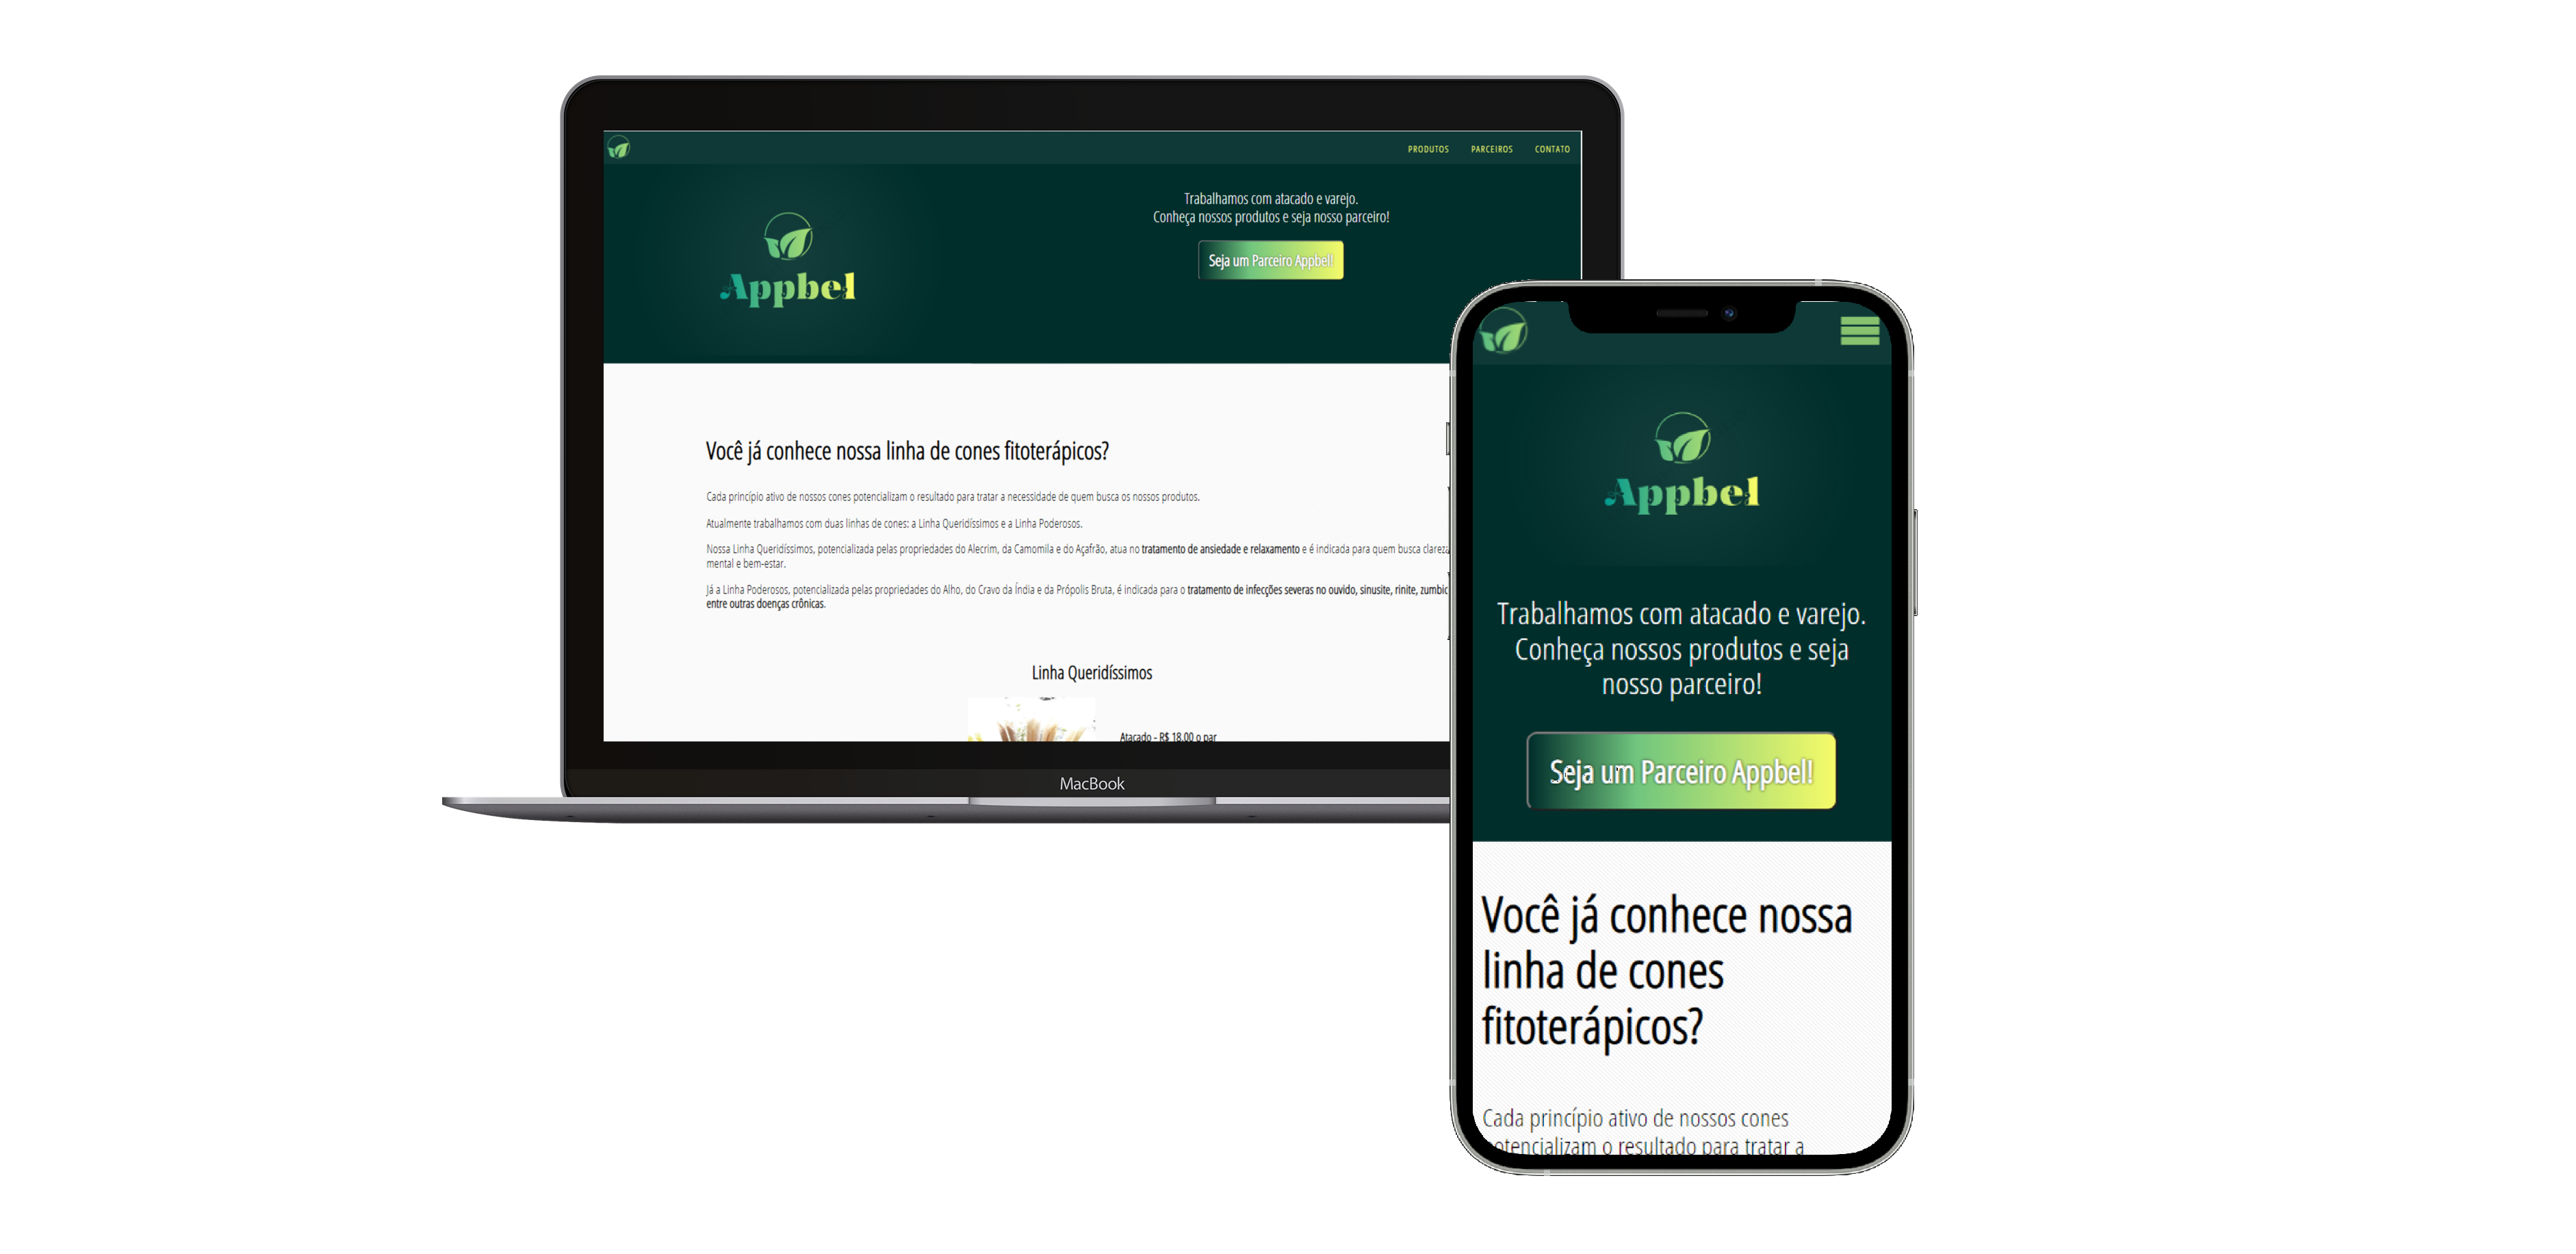 PRODUTOS PARCEIROS CONTATO
Appbel
Trabalhamos com atacado e varejo.
Conheça nossos produtos e seja nosso parceiro!
Seja um Parceiro Appbel!
Você já conhece nossa linha de cones fitoterápicos?
Cada princípio ativo de nossos cones potencializam o resultado para tratar a necessidade de quem busca os nossos produtos.
Atualmente trabalhamos com duas linhas de cones: a Linha Queridíssimos e a Linha Poderosos.
Nossa Linha Queridíssimos, potencializada pelas propriedades do Alecrim, da Camomila e do Açafrão, atua no tratamento de ansiedade e relaxamento e é indicada para quem busca clareza
mental e bem-estar.
Já a Linha Poderosos, potencializada pelas propriedades do Alho, do Cravo da Índia e da Própolis Bruta, é indicada para o tratamento de infecções severas no ouvido, sinusite, rinite,
entre outras doenças crônicas.
Linha Queridíssimos
Atacado - R$ 18,00 o par
MacBook
Appbel
Trabalhamos com atacado e varejo.
Conheça nossos produtos e seja
nosso parceiro!
Seja um Parceiro Appbel!
Você já conhece nossa
linha de cones
fitoterápicos?
Cada princípio ativo de nossos cones
potencializam o resultado para tratar a